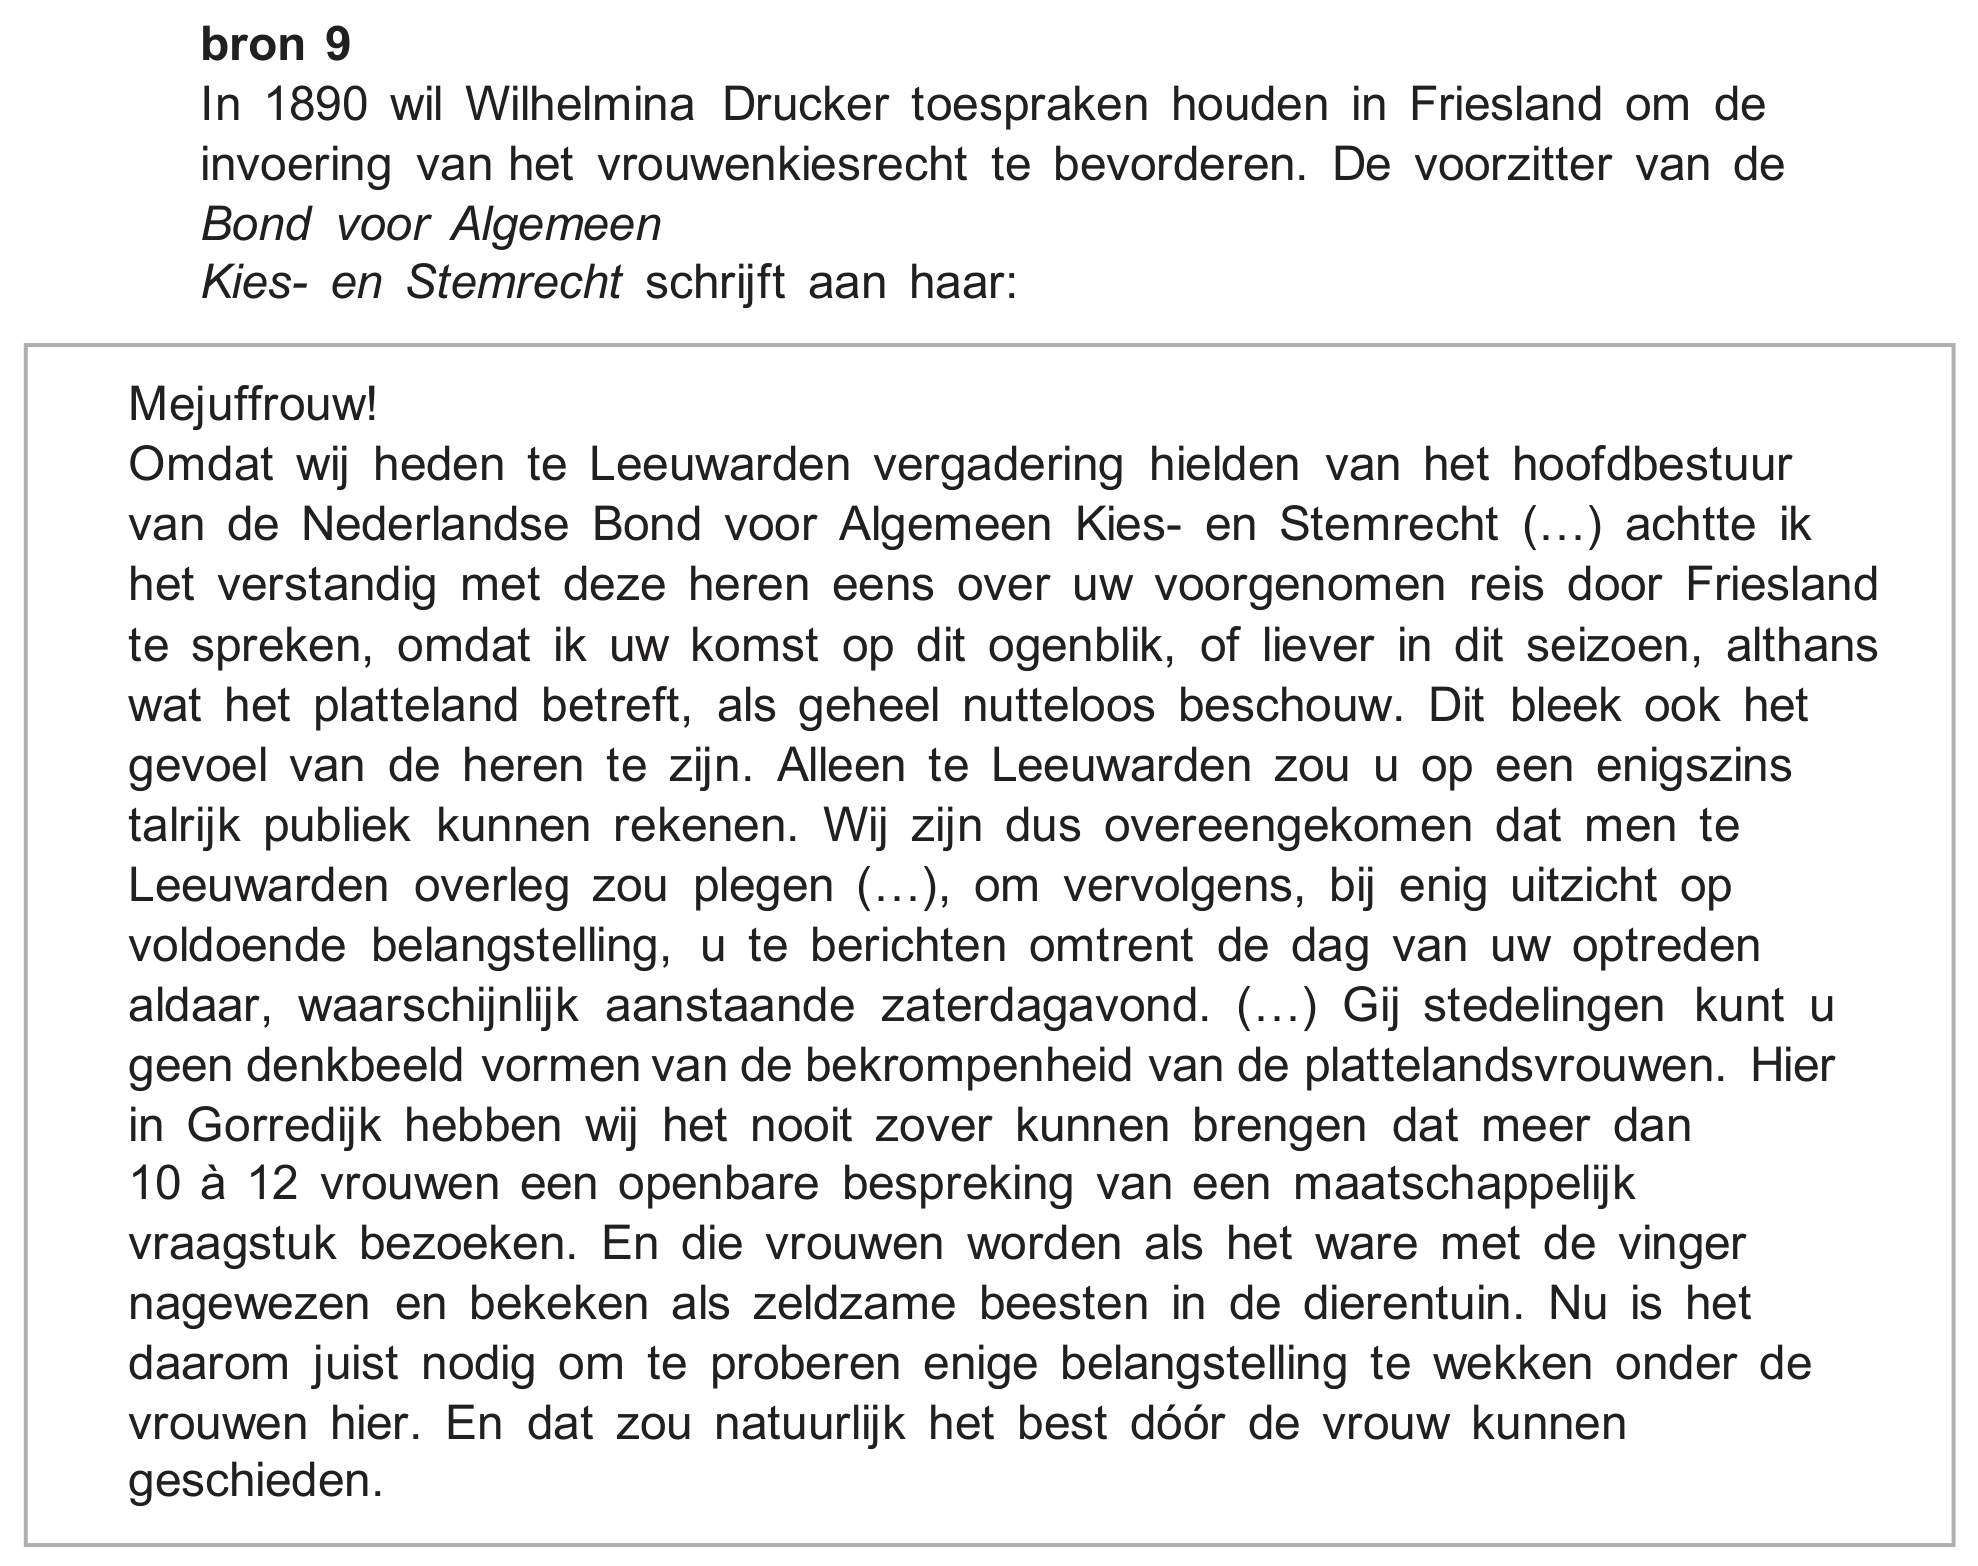 bron 9
In 1890 wil Wilhelmina Drucker toespraken houden in Friesland om de
invoering van het vrouwenkiesrecht te bevorderen. De voorzitter van de
Bond voor Algemeen
Kies- en Stemrecht schrijft aan haar:
Mejuffrouw!
Omdat wij heden te Leeuwarden vergadering hielden van het hoofdbestuur
van de Nederlandse Bond voor Algemeen Kies- en Stemrecht (…) achtte ik
het verstandig met deze heren eens over uw voorgenomen reis door Friesland
te spreken, omdat ik uw komst op dit ogenblik, of liever in dit seizoen, althans
wat het platteland betreft, als geheel nutteloos beschouw. Dit bleek ook het
gevoel van de heren te zijn. Alleen te Leeuwarden zou u op een enigszins
talrijk publiek kunnen rekenen. Wij zijn dus overeengekomen dat men te
Leeuwarden overleg zou plegen (…), om vervolgens, bij enig uitzicht op
voldoende belangstelling, u te berichten omtrent de dag van uw optreden
aldaar, waarschijnlijk aanstaande zaterdagavond. (…) Gij stedelingen kunt u
geen denkbeeld vormen van de bekrompenheid van de plattelandsvrouwen. Hier
in Gorredijk hebben wij het nooit zover kunnen brengen dat meer dan
10 à 12 vrouwen een openbare bespreking van een maatschappelijk
vraagstuk bezoeken. En die vrouwen worden als het ware met de vinger
nagewezen en bekeken als zeldzame beesten in de dierentuin. Nu is het
daarom juist nodig om te proberen enige belangstelling te wekken onder de
vrouwen hier. En dat zou natuurlijk het best dóór de vrouw kunnen
geschieden.